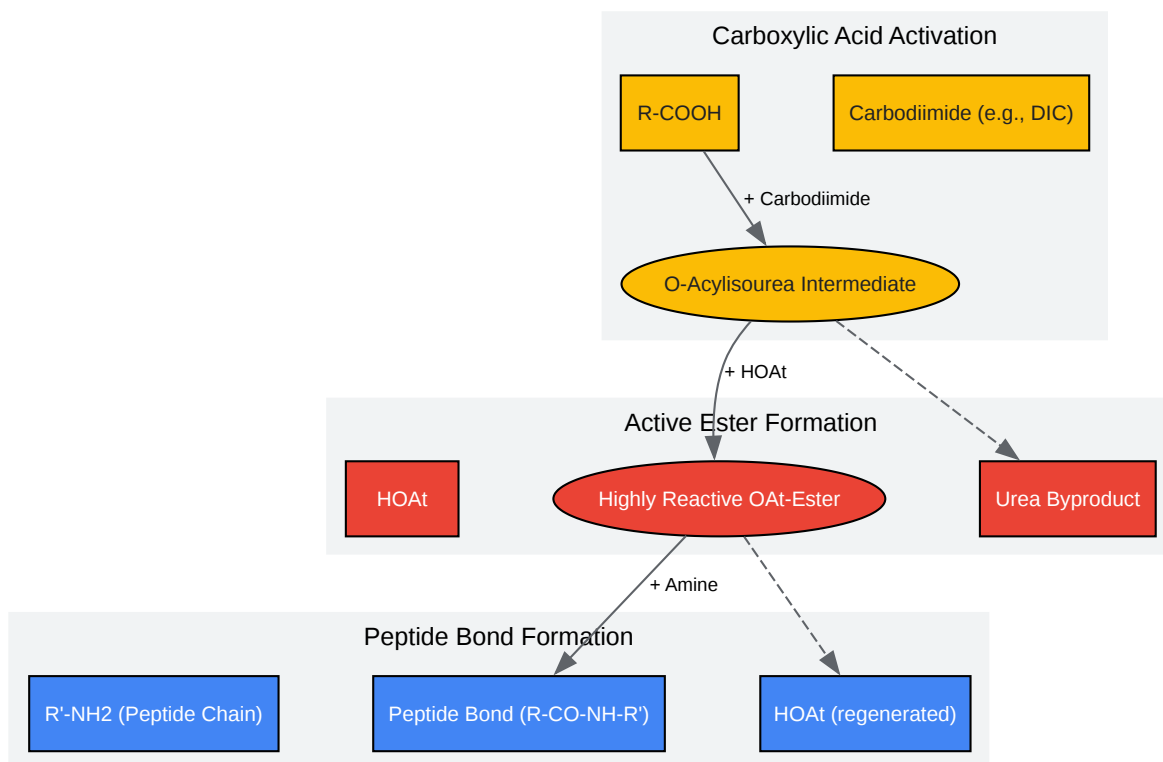 Carboxylic Acid Activation
R-COOH
Carbodiimide (e.g., DIC)
+ Carbodiimide
O-Acylisourea Intermediate
+ HOAt
Active Ester Formation
HOAt
Highly Reactive OAt-Ester
Urea Byproduct
+ Amine
Peptide Bond Formation
R'-NH2 (Peptide Chain)
Peptide Bond (R-CO-NH-R')
HOAt (regenerated)